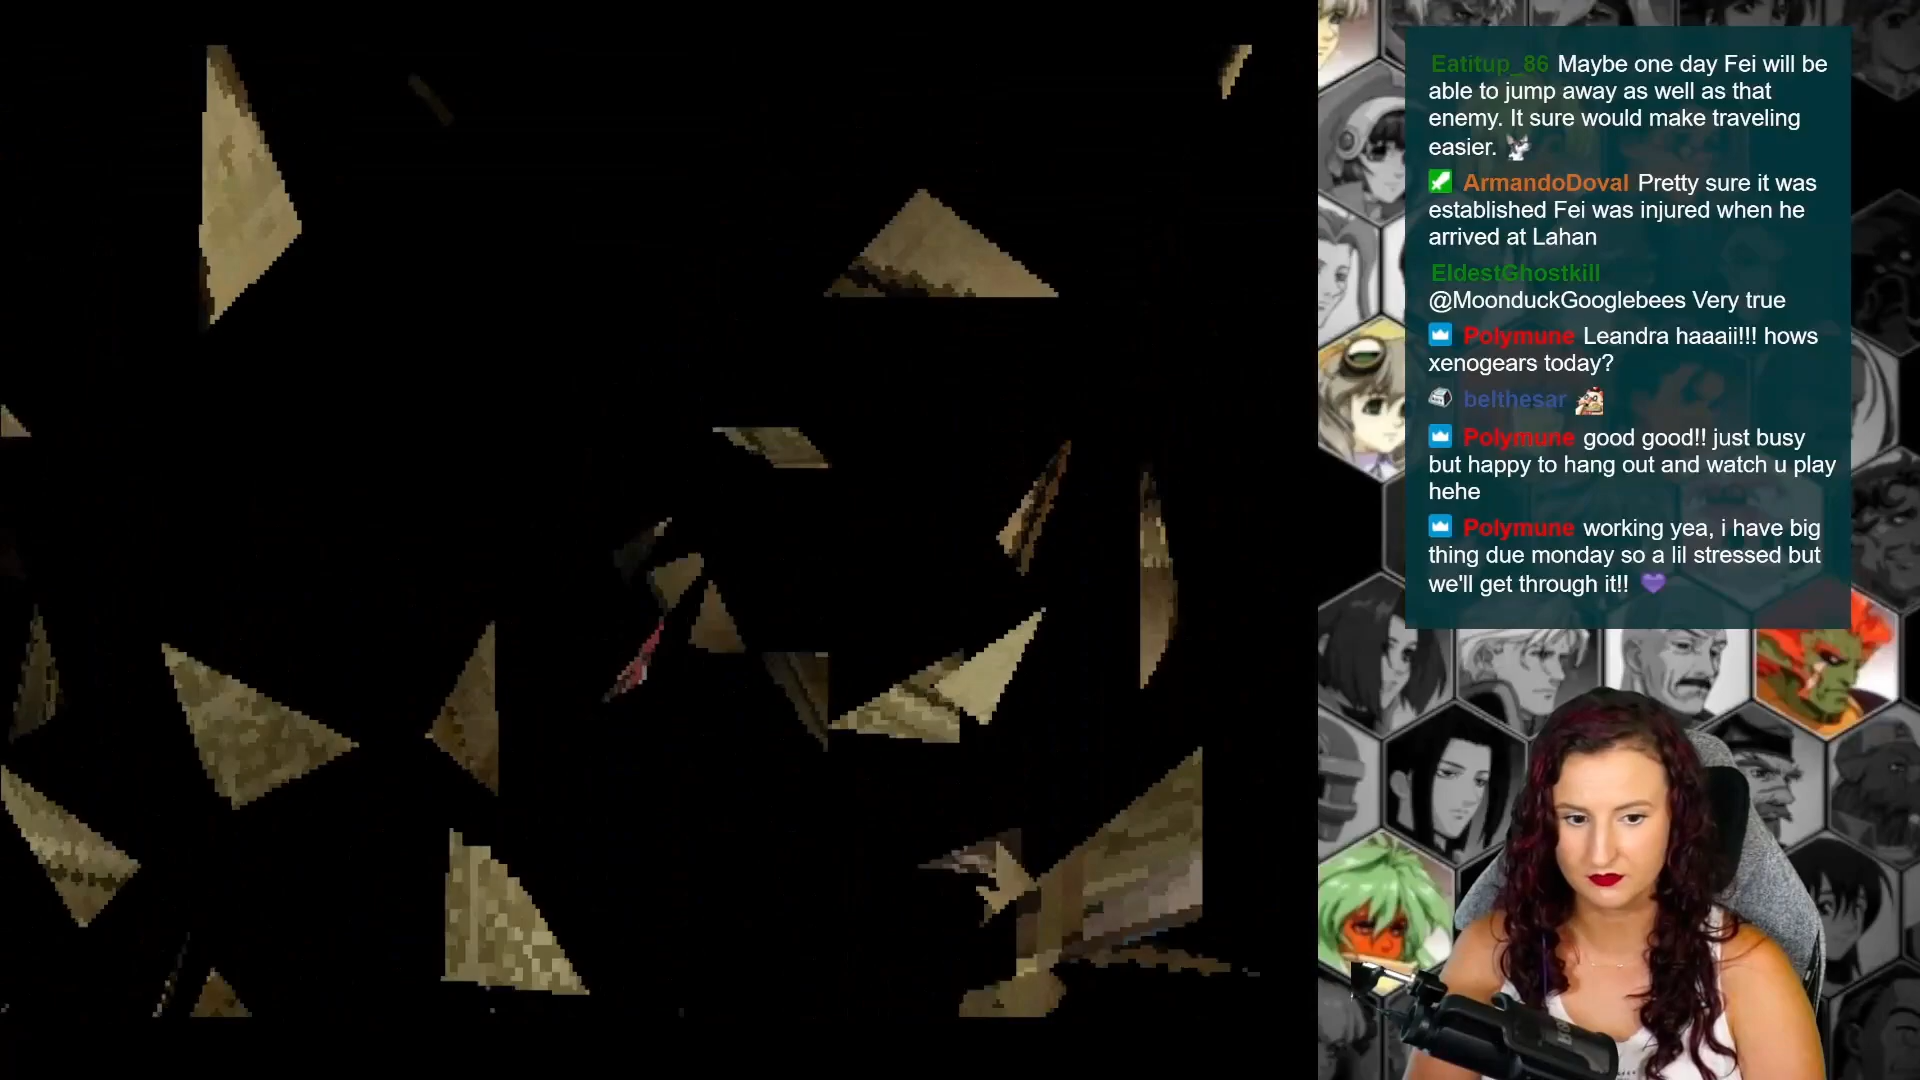 Eatitup_86 Maybe one day Fei will be
able to jump away as well as that
enemy. It sure would make traveling
easier.
ArmandoDoval Pretty sure it was
established Fei was injured when he
arrived at Lahan
EldestGhostkill
@MoonduckGooglebees Very true
Polymune Leandra haaaii!!! hows
xenogears today?
belthesar
Polymune good good!! just busy
but happy to hang out and watch u play
hehe
Polymune working yea, i have big
thing due monday so a lil stressed but
we'll get through it!!